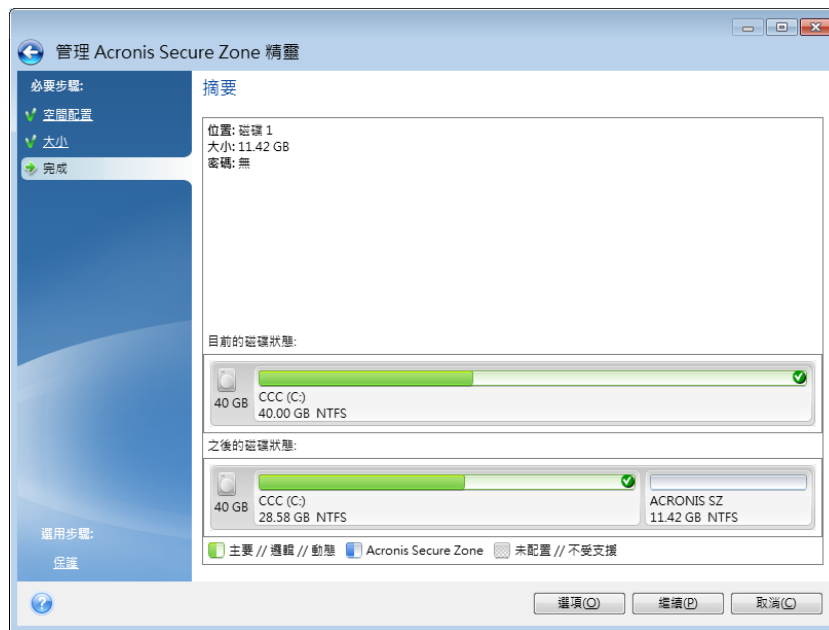 管理 Acronis Secure Zone 精靈
必要步驟:
空間配置
大小
完成
選用步驟:
保護
摘要
位置: 磁碟 1
大小: 11.42 GB
密碼: 無
目前的磁碟狀態:
40 GB
CCC (C:)
40.00 GB NTFS
之後的磁碟狀態:
40 GB
CCC (C:)
28.58 GB NTFS
ACRONIS SZ
11.42 GB NTFS
主要 // 邏輯 // 動態 Acronis Secure Zone 未配置 // 不受支援
選項(O) 繼續(P) 取消(C)